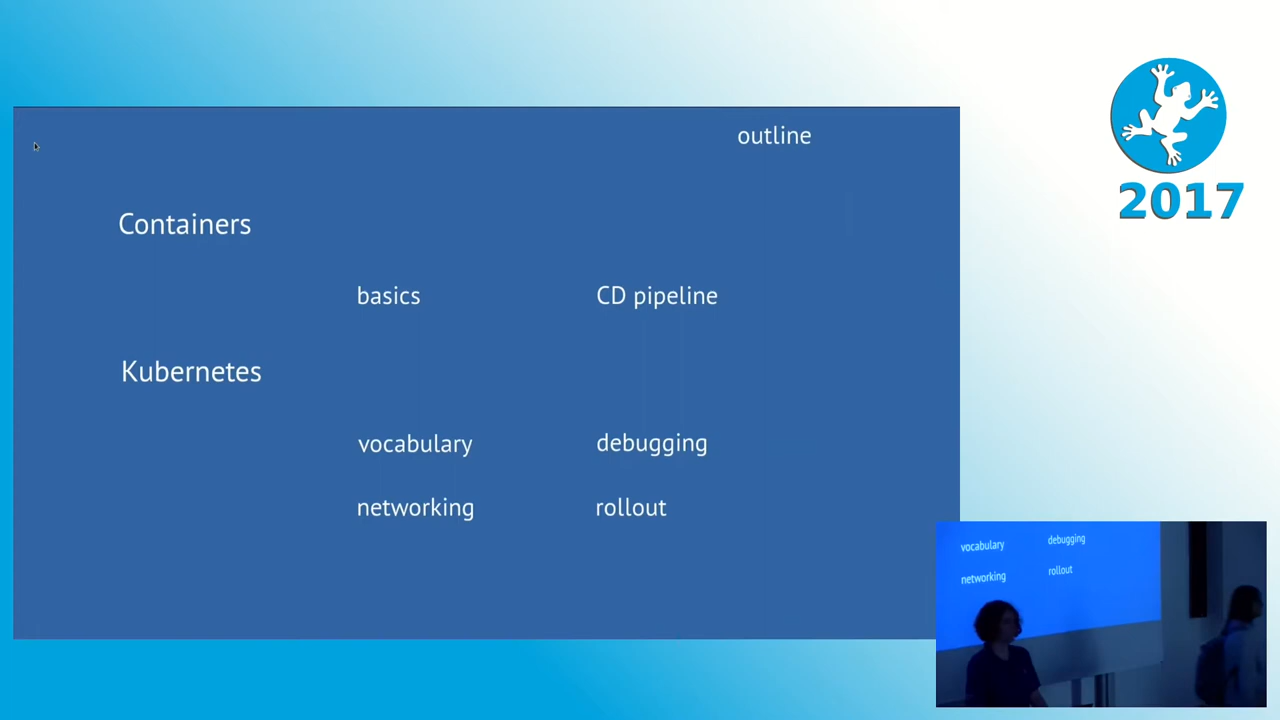 outline
2017
Containers
basics CD pipeline
Kubernetes
vocabulary debugging
networking rollout
vocabulary debugging
networking rollout